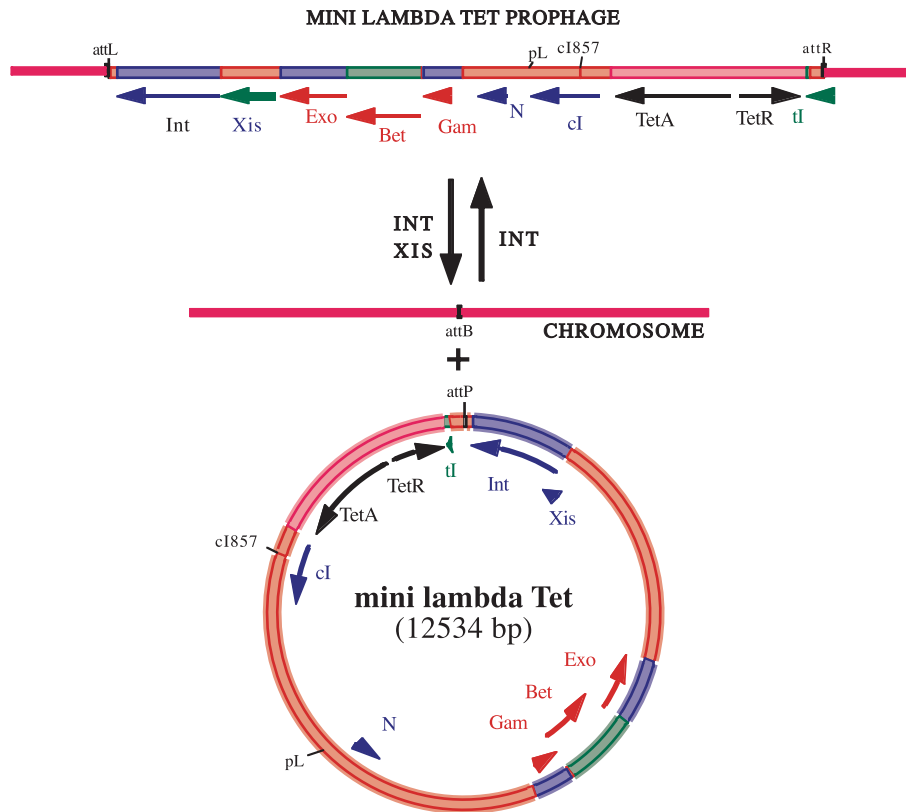 MINI LAMBDA TET PROPHAGE
attL
pL
cI857
attR
Int
Xis
Exo
Bet
Gam
N
cI
TetA
TetR
tI
INT
XIS
INT
attB
CHROMOSOME
+
attP
tI
TetR
TetA
Int
Xis
cI857
cI
mini lambda Tet
(12534 bp)
Exo
Bet
Gam
N
pL